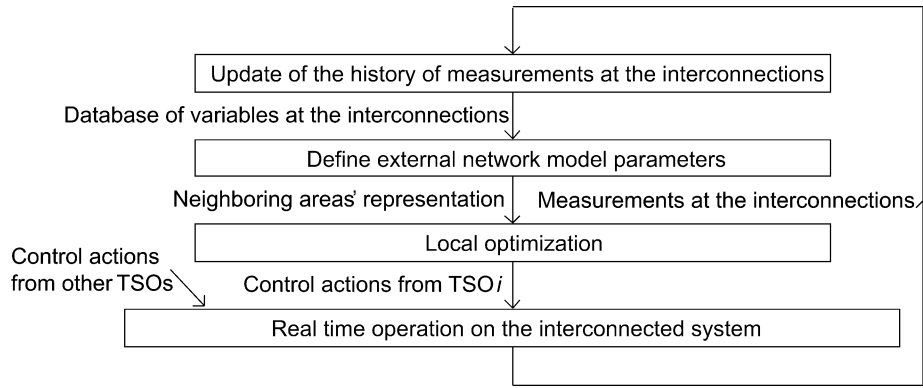 Update of the history of measurements at the interconnections
Database of variables at the interconnections
Define external network model parameters
Neighboring areas' representation
Measurements at the interconnections
Local optimization
Control actions
from other TSOs
Control actions from TSO i
Real time operation on the interconnected system